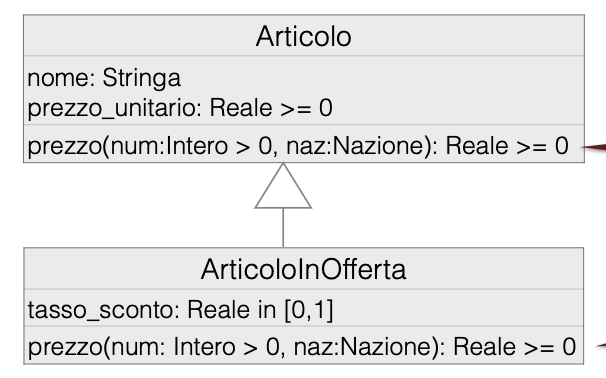 Articolo
nome: Stringa
prezzo_unitario: Reale >= 0
prezzo(num:Intero > 0, naz:Nazione): Reale >= 0
ArticoloInOfferta
tasso_sconto: Reale in [0,1]
prezzo(num: Intero > 0, naz:Nazione): Reale >= 0